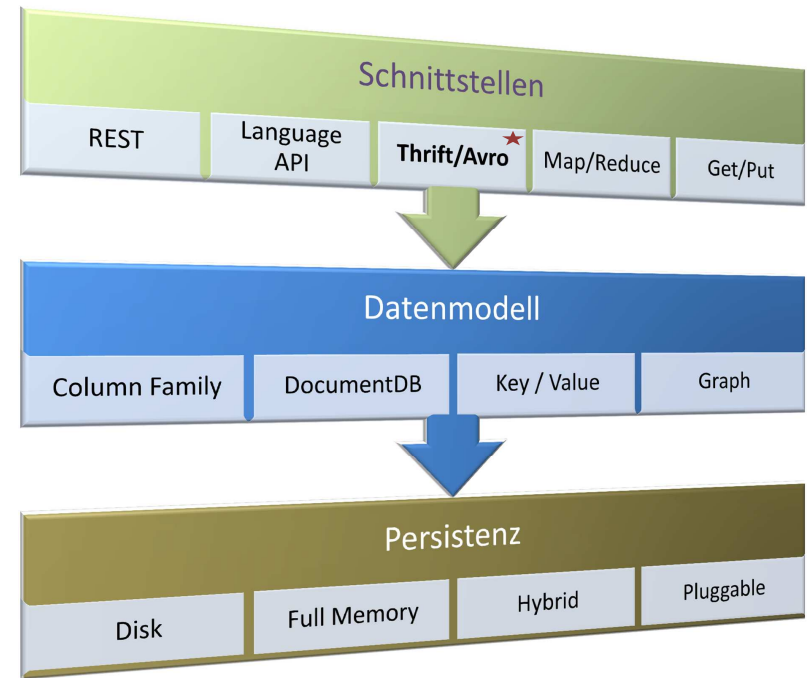 Schnittstellen
REST
Language
API
Thrift/Avro
Map/Reduce
Get/Put
Datenmodell
Column Family
DocumentDB
Key / Value
Graph
Persistenz
Disk
Full Memory
Hybrid
Pluggable